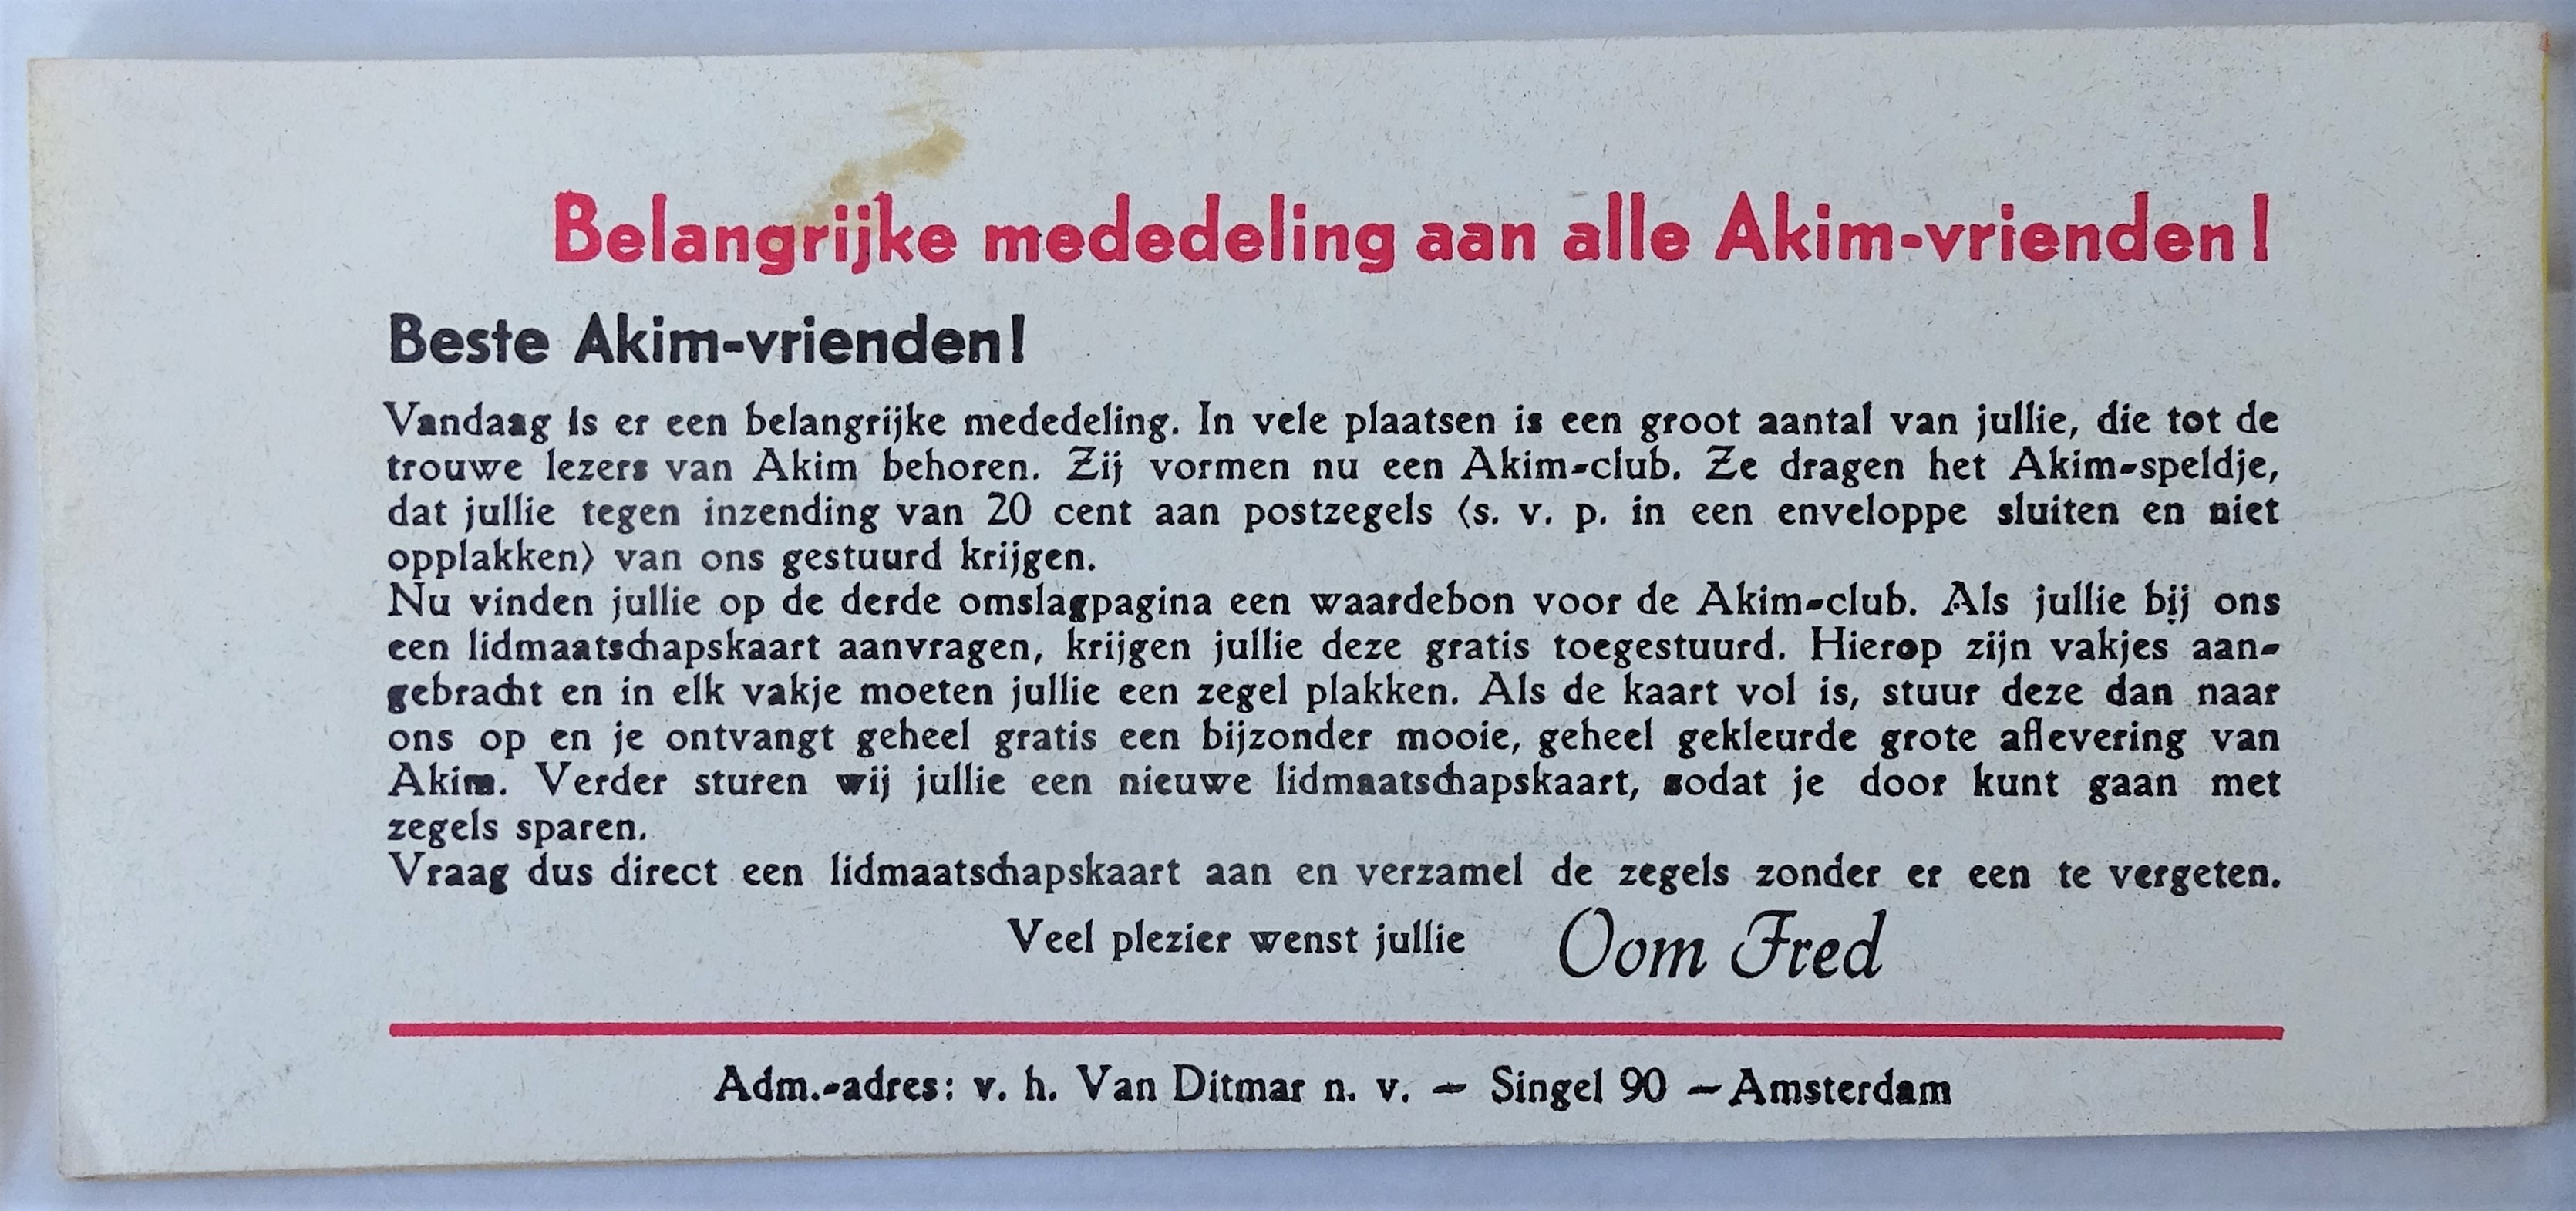 Belangrijke mededeling aan alle Akim-vrienden!
Beste Akim-vrienden!
Vandaag is er een belangrijke mededeling. In vele plaatsen is een groot aantal van jullie, die tot de
trouwe lezers van Akim behoren. Zij vormen nu een Akim-club. Ze dragen het Akim-speldje,
dat jullie tegen inzending van 20 cent aan postzegels (s. v. p. in een enveloppe sluiten en niet
opplakken) van ons gestuurd krijgen.
Nu vinden jullie op de derde omslagpagina een waardebon voor de Akim-club. Als jullie bij ons
een lidmaatschapskaart aanvragen, krijgen jullie deze gratis toegestuurd. Hierop zijn vakjes aan-
gebracht en in elk vakje moeten jullie een zegel plakken. Als de kaart vol is, stuur deze dan naar
ons op en je ontvangt geheel gratis een bijzonder mooie, geheel gekleurde grote aflevering van
Akim. Verder sturen wij jullie een nieuwe lidmaatschapskaart, sodat je door kunt gaan met
zegels sparen.
Vraag dus direct een lidmaatschapskaart aan en verzamel de zegels zonder er een te vergeten.
Veel plezier wenst jullie Oom Fred
Adm.-adres: v. h. Van Ditmar n. v. — Singel 90 — Amsterdam